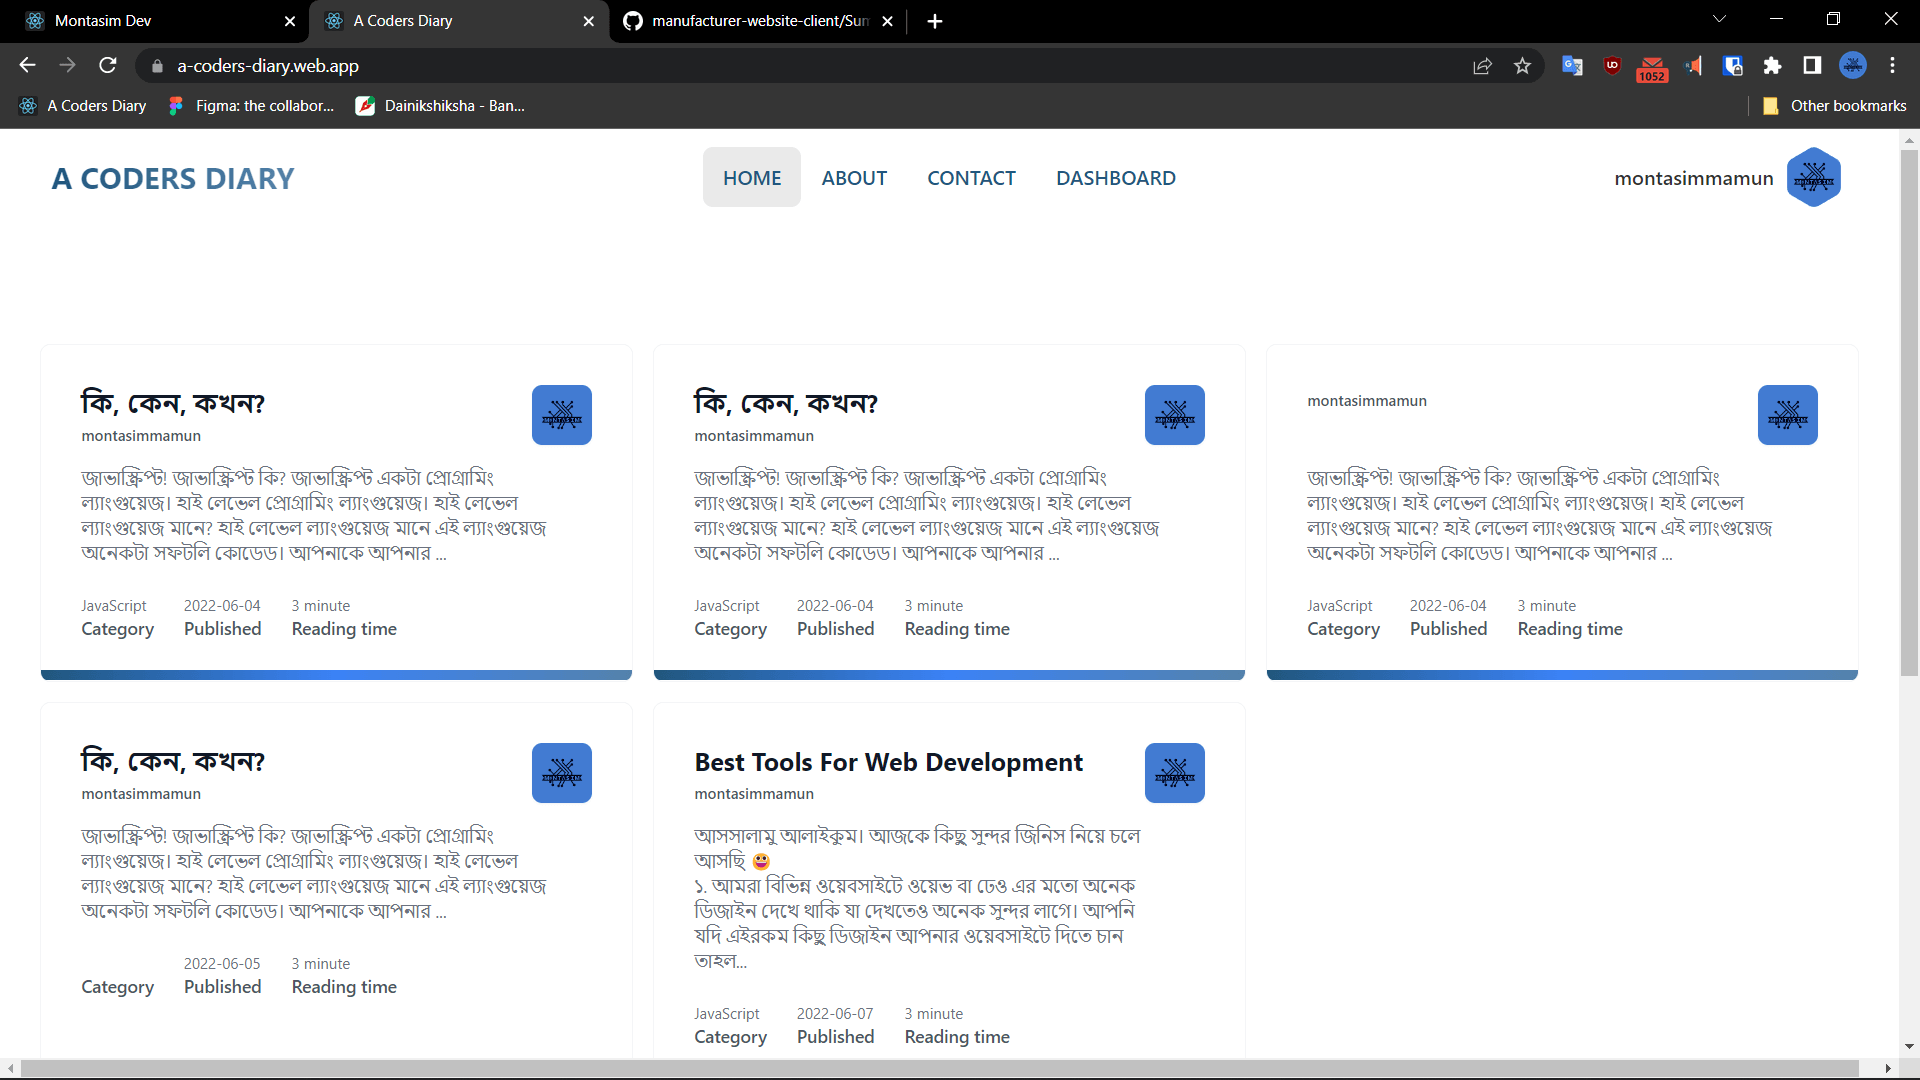 Montasim Dev
A Coders Diary
manufacturer-website-client/Sum
a-coders-diary.web.app
1052
A Coders Diary
Figma: the collabor...
Dainikshiksha - Ban...
Other bookmarks
A CODERS DIARY
HOME
ABOUT
CONTACT
DASHBOARD
montasimmamun
কি, কেন, কখন?
montasimmamun
জাভাস্ক্রিপ্ট! জাভাস্ক্রিপ্ট কি? জাভাস্ক্রিপ্ট একটা প্রোগ্রামিং
ল্যাংগুয়েজ। হাই লেভেল প্রোগ্রামিং ল্যাংগুয়েজ। হাই লেভেল
ল্যাংগুয়েজ মানে? হাই লেভেল ল্যাংগুয়েজ মানে এই ল্যাংগুয়েজ
অনেকটা সফটলি কোডেড। আপনাকে আপনার ...
JavaScript 2022-06-04 3 minute
Category Published Reading time
কি, কেন, কখন?
montasimmamun
জাভাস্ক্রিপ্ট! জাভাস্ক্রিপ্ট কি? জাভাস্ক্রিপ্ট একটা প্রোগ্রামিং
ল্যাংগুয়েজ। হাই লেভেল প্রোগ্রামিং ল্যাংগুয়েজ। হাই লেভেল
ল্যাংগুয়েজ মানে? হাই লেভেল ল্যাংগুয়েজ মানে এই ল্যাংগুয়েজ
অনেকটা সফটলি কোডেড। আপনাকে আপনার ...
JavaScript 2022-06-04 3 minute
Category Published Reading time
montasimmamun
জাভাস্ক্রিপ্ট! জাভাস্ক্রিপ্ট কি? জাভাস্ক্রিপ্ট একটা প্রোগ্রামিং
ল্যাংগুয়েজ। হাই লেভেল প্রোগ্রামিং ল্যাংগুয়েজ। হাই লেভেল
ল্যাংগুয়েজ মানে? হাই লেভেল ল্যাংগুয়েজ মানে এই ল্যাংগুয়েজ
অনেকটা সফটলি কোডেড। আপনাকে আপনার ...
JavaScript 2022-06-04 3 minute
Category Published Reading time
কি, কেন, কখন?
montasimmamun
জাভাস্ক্রিপ্ট! জাভাস্ক্রিপ্ট কি? জাভাস্ক্রিপ্ট একটা প্রোগ্রামিং
ল্যাংগুয়েজ। হাই লেভেল প্রোগ্রামিং ল্যাংগুয়েজ। হাই লেভেল
ল্যাংগুয়েজ মানে? হাই লেভেল ল্যাংগুয়েজ মানে এই ল্যাংগুয়েজ
অনেকটা সফটলি কোডেড। আপনাকে আপনার ...
2022-06-05 3 minute
Category Published Reading time
Best Tools For Web Development
montasimmamun
আসসালামু আলাইকুম। আজকে কিছু সুন্দর জিনিস নিয়ে চলে
আসছি 😀
১. আমরা বিভিন্ন ওয়েবসাইটে ওয়েভ বা ঢেও এর মতো অনেক
ডিজাইন দেখে থাকি যা দেখতেও অনেক সুন্দর লাগে। আপনি
যদি এইরকম কিছু ডিজাইন আপনার ওয়েবসাইটে দিতে চান
তাহল...
JavaScript 2022-06-07 3 minute
Category Published Reading time